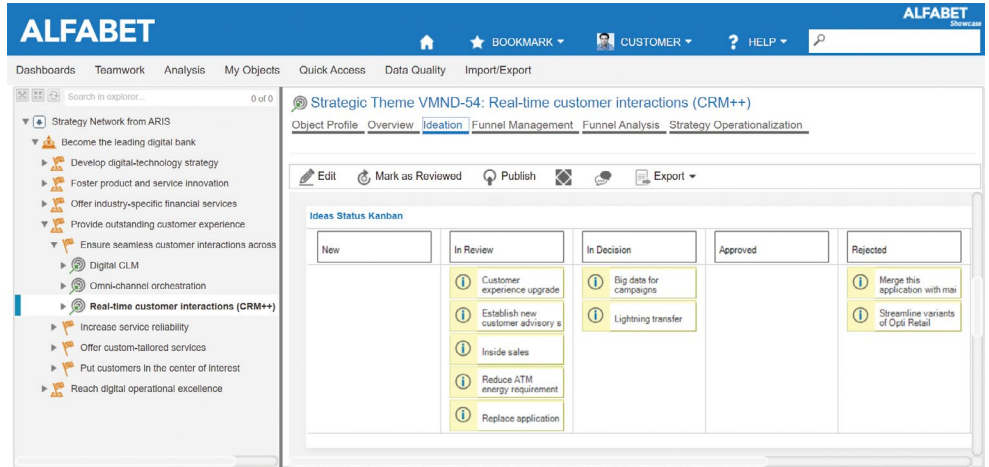 ALFABET
Showcase
ALFABET
BOOKMARK
CUSTOMER
? HELP
Dashboards Teamwork Analysis My Objects Quick Access Data Quality Import/Export
Search in explorer... 0 of 0
Strategy Network from ARIS
Become the leading digital bank
Develop digital-technology strategy
Foster product and service innovation
Offer industry-specific financial services
Provide outstanding customer experience
Ensure seamless customer interactions across
Digital CLM
Omni-channel orchestration
Real-time customer interactions (CRM++)
Increase service reliability
Offer custom-tailored services
Put customers in the center of interest
Reach digital operational excellence
Strategic Theme VMND-54: Real-time customer interactions (CRM++)
Object Profile Overview Ideation Funnel Management Funnel Analysis Strategy Operationalization
Edit Mark as Reviewed Publish Export
Ideas Status Kanban
New In Review In Decision Approved Rejected
Customer
experience upgrade
Establish new
customer advisory s
Inside sales
Reduce ATM
energy requirement
Replace application
Big data for
campaigns
Lightning transfer
Merge this
application with mai
Streamline variants
of Opti Retail